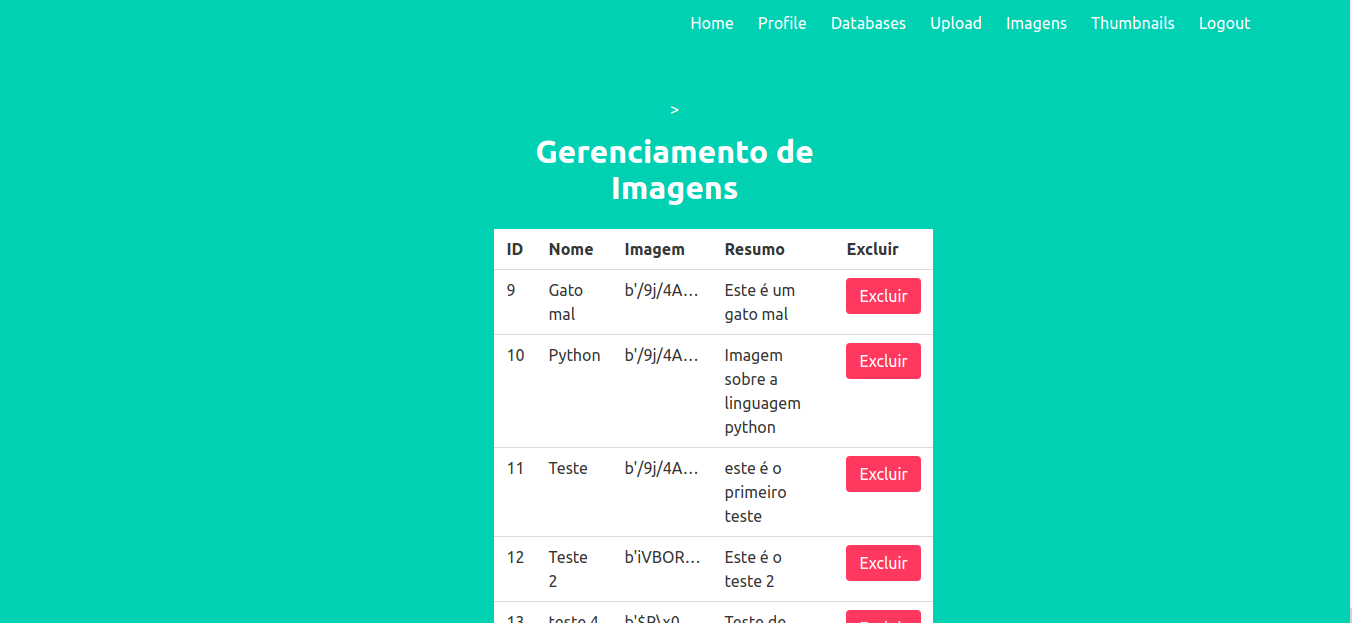 Home Profile Databases Upload Imagens Thumbnails Logout
>
Gerenciamento de
Imagens
ID Nome Imagem Resumo Excluir
9 Gato b'/9j/4A... Este é um Excluir
mal gato mal
10 Python b'/9j/4A... Imagem Excluir
sobre a
linguagem
python
11 Teste b'/9j/4A... este é o Excluir
primeiro
teste
12 Teste b'iVBOR... Este é o Excluir
2 teste 2
13 teste 4 b'$P\x0... Teste de Excluir